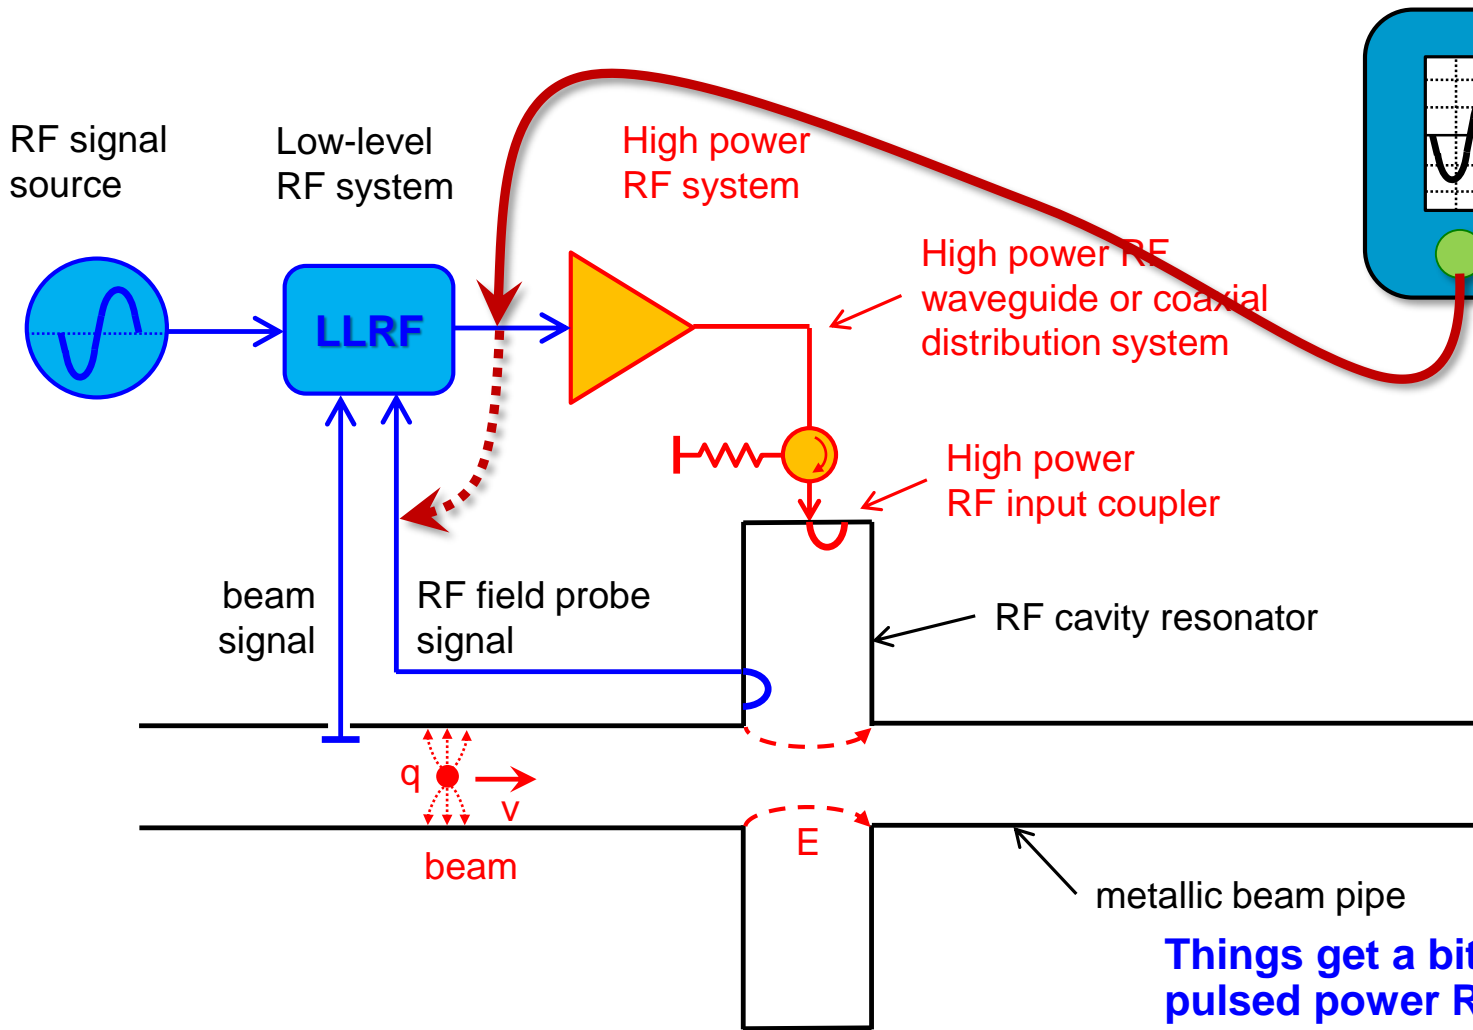 RF signal
source
Low-level
RF system
High power
RF system
High power RF
waveguide or coaxial
distribution system
LLRF
High power
RF input coupler
beam
signal
RF field probe
signal
RF cavity resonator
q
v
beam
E
metallic beam pipe
Things get a bit
pulsed power R